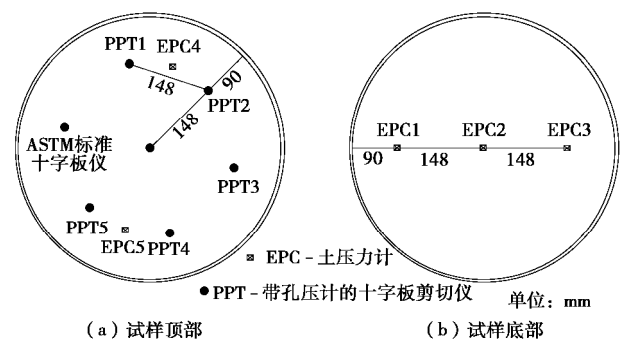 PPT1
EPC4
148
90
PPT2
148
ASTM标准
十字板仪
PPT3
PPT5
EPC5
PPT4
EPC1
EPC2
EPC3
90
148
148
EPC-土压力计
PPT-带孔压计的十字板剪切仪
单位：mm
(a)试样顶部
(b)试样底部